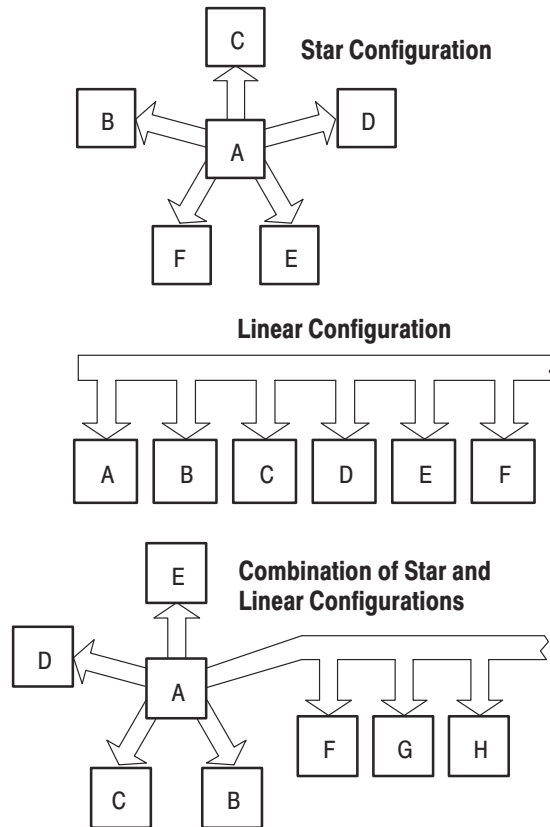 C
Star Configuration
B
D
A
F
E
Linear Configuration
A B C D E F
E
Combination of Star and
Linear Configurations
D
A
F G H
C
B